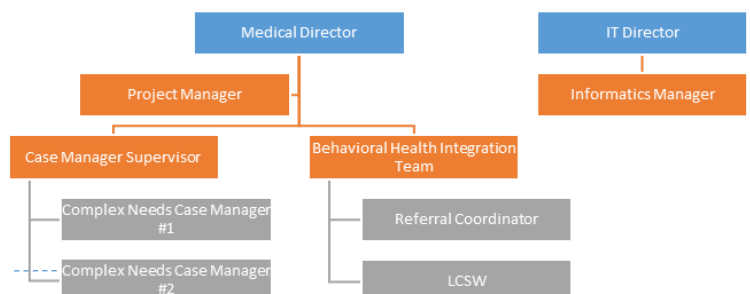 Medical Director
IT Director
Project Manager
Informatics Manager
Case Manager Supervisor
Behavioral Health Integration
Team
Complex Needs Case Manager
#1
Referral Coordinator
Complex Needs Case Manager
#2
LCSW